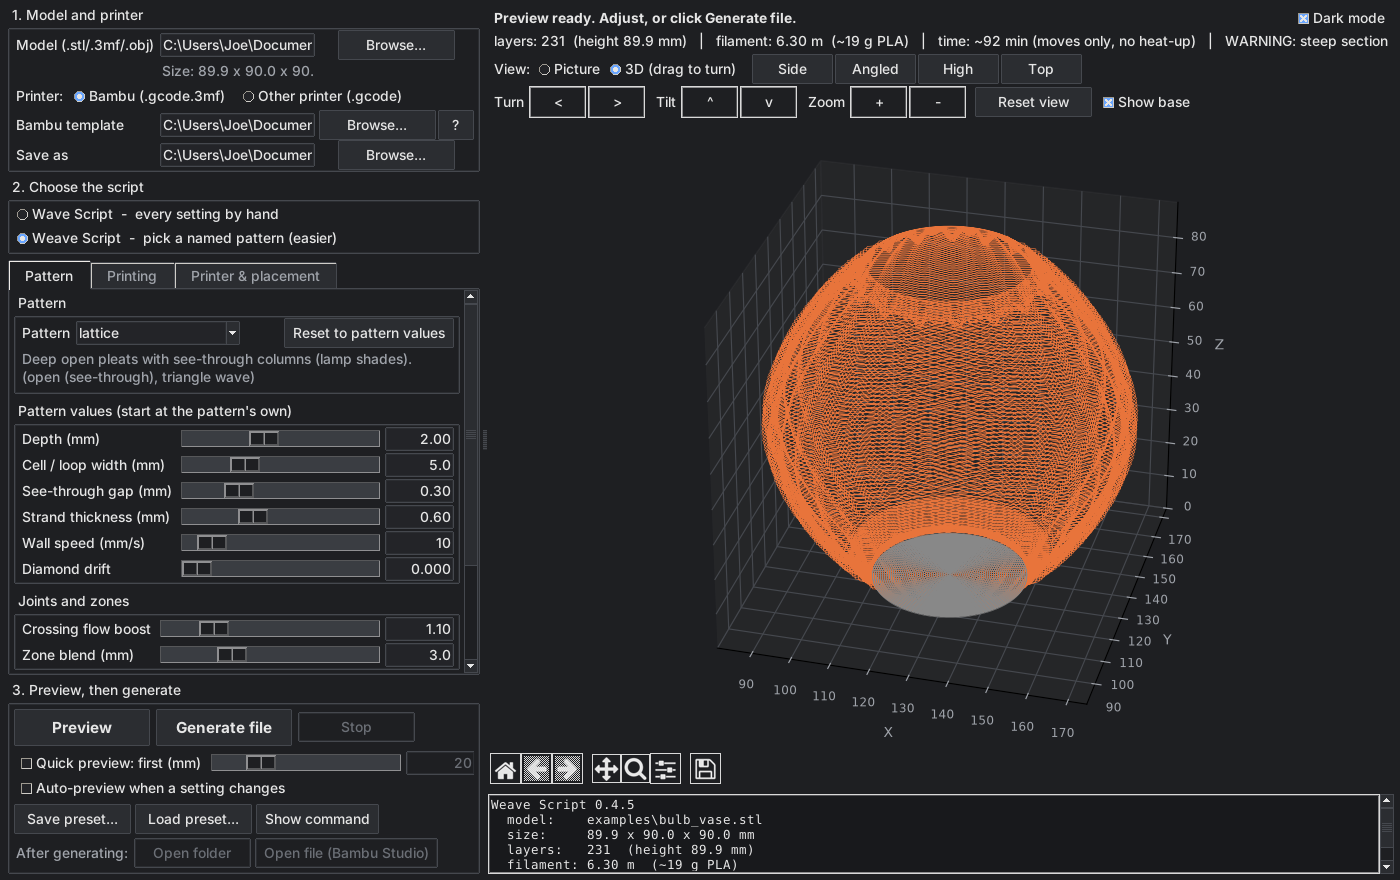 1. Model and printer
Model (.stl/.3mf/.obj) C:\Users\Joe\Documer Browse...
Size: 89.9 x 90.0 x 90.
Printer: Bambu (.gcode.3mf) Other printer (.gcode)
Bambu template C:\Users\Joe\Documer Browse... ?
Save as C:\Users\Joe\Documer Browse...
2. Choose the script
Wave Script - every setting by hand
Weave Script - pick a named pattern (easier)
Pattern Printing Printer & placement
Pattern
Pattern lattice Reset to pattern values
Deep open pleats with see-through columns (lamp shades).
(open (see-through), triangle wave)
Pattern values (start at the pattern's own)
Depth (mm) 2.00
Cell / loop width (mm) 5.0
See-through gap (mm) 0.30
Strand thickness (mm) 0.60
Wall speed (mm/s) 10
Diamond drift 0.000
Joints and zones
Crossing flow boost 1.10
Zone blend (mm) 3.0
3. Preview, then generate
Preview Generate file Stop
Quick preview: first (mm) 20
Auto-preview when a setting changes
Save preset... Load preset... Show command
After generating: Open folder Open file (Bambu Studio)
Preview ready. Adjust, or click Generate file. Dark mode
layers: 231 (height 89.9 mm) | filament: 6.30 m (~19 g PLA) | time: ~92 min (moves only, no heat-up) | WARNING: steep section
View: Picture 3D (drag to turn) Side Angled High Top
Turn < > Tilt ^ v Zoom + - Reset view Show base
80
70
60
50
40
30
20
10
0
Z
170
160
150
140
130
120
110
100
90
Y
90 100 110 120 130 140 150 160 170
X
Weave Script 0.4.5
model: examples\bulb_vase.stl
size: 89.9 x 90.0 x 90.0 mm
layers: 231 (height 89.9 mm)
filament: 6.30 m (~19 g PLA)